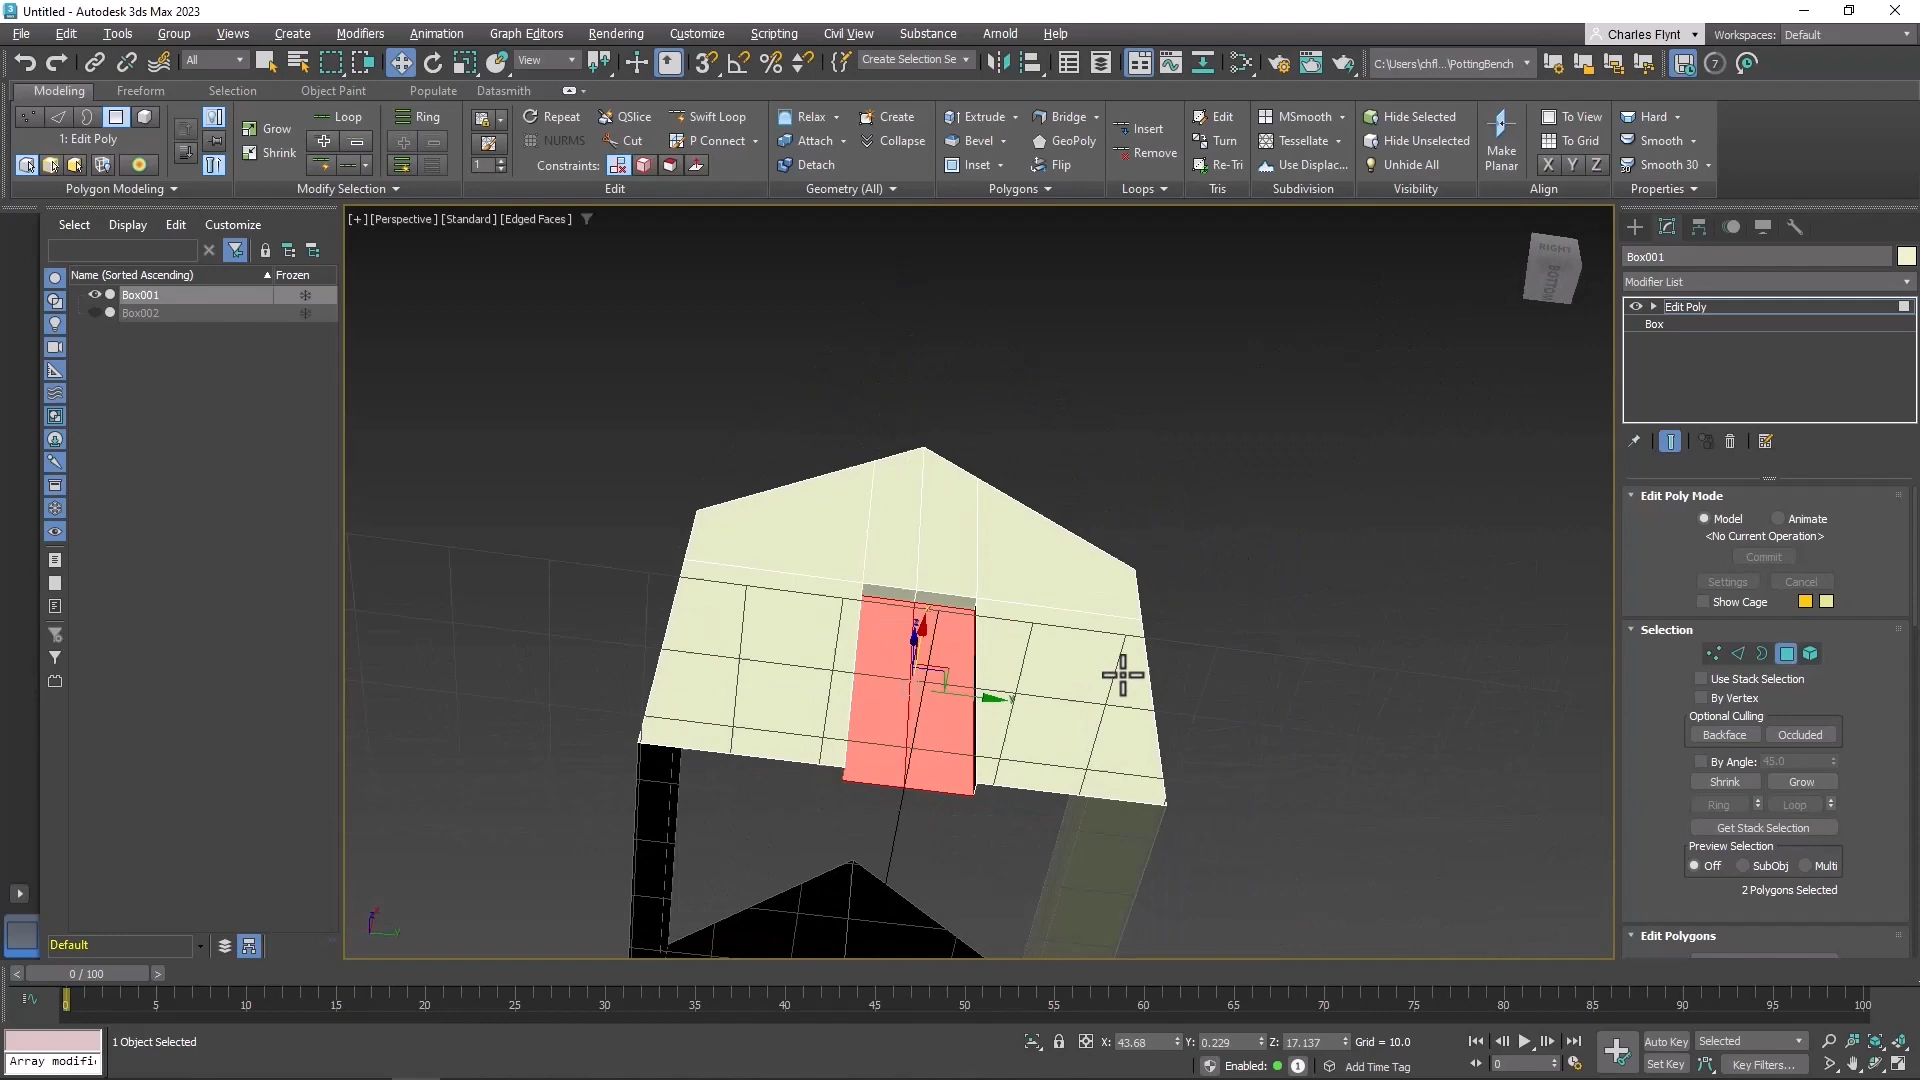 Untitled - Autodesk 3ds Max 2023
File Edit Tools Group Views Create Modifiers Animation Graph Editors Rendering Customize Scripting Civil View Substance Arnold Help Charles Flynt Workspaces: Default
All View Create Selection Se C:\Users\chfl...\PottingBench 7
Modeling Freeform Selection Object Paint Populate Datasmith
Loop Ring Repeat QSlice Swift Loop Relax Create Extrude Bridge Edit MSmooth Hide Selected To View Hard
Grow Insert
1: Edit Poly NURMS Cut P Connect Attach Collapse Bevel GeoPoly Turn Tessellate Hide Unselected Make Planar To Grid Smooth
Shrink 1 Constraints: Detach Inset Flip Remove Re-Tri Use Displac... Unhide All X Y Z Smooth 30
Polygon Modeling Modify Selection Edit Geometry (All) Polygons Loops Tris Subdivision Visibility Align Properties
Select Display Edit Customize
[+] [Perspective] [Standard] [Edged Faces]
RIGHT
BOTTOM
Name (Sorted Ascending) Frozen
Box001
Box002
Box001
Modifier List
Edit Poly
Box
Edit Poly Mode
Model Animate
<No Current Operation>
Commit
Settings Cancel
Show Cage
Selection
Use Stack Selection
By Vertex
Optional Culling
Backface Occluded
By Angle: 45.0
Shrink Grow
Ring Loop
Get Stack Selection
Preview Selection
Off SubObj Multi
2 Polygons Selected
Edit Polygons
Default
< 0 / 100 >
0 5 10 15 20 25 30 35 40 45 50 55 60 65 70 75 80 85 90 95 100
1 Object Selected X: 43.68 Y: 0.229 Z: 17.137 Grid = 10.0 Auto Key Selected
Array modifi Enabled: 1 Add Time Tag 0 Set Key Key Filters...